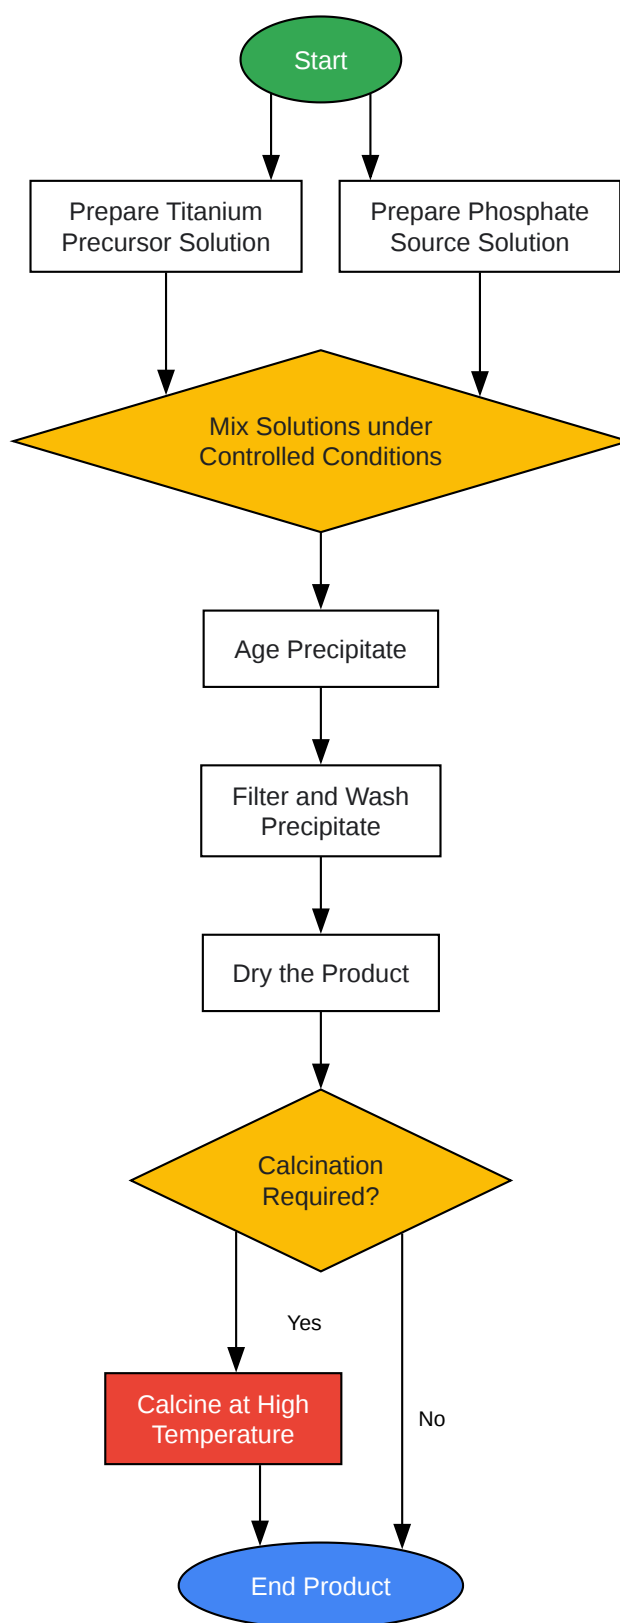 Start
Prepare Titanium
Precursor Solution
Prepare Phosphate
Source Solution
Mix Solutions under
Controlled Conditions
Age Precipitate
Filter and Wash
Precipitate
Dry the Product
Calcination
Required?
Yes
Calcine at High
Temperature
No
End Product